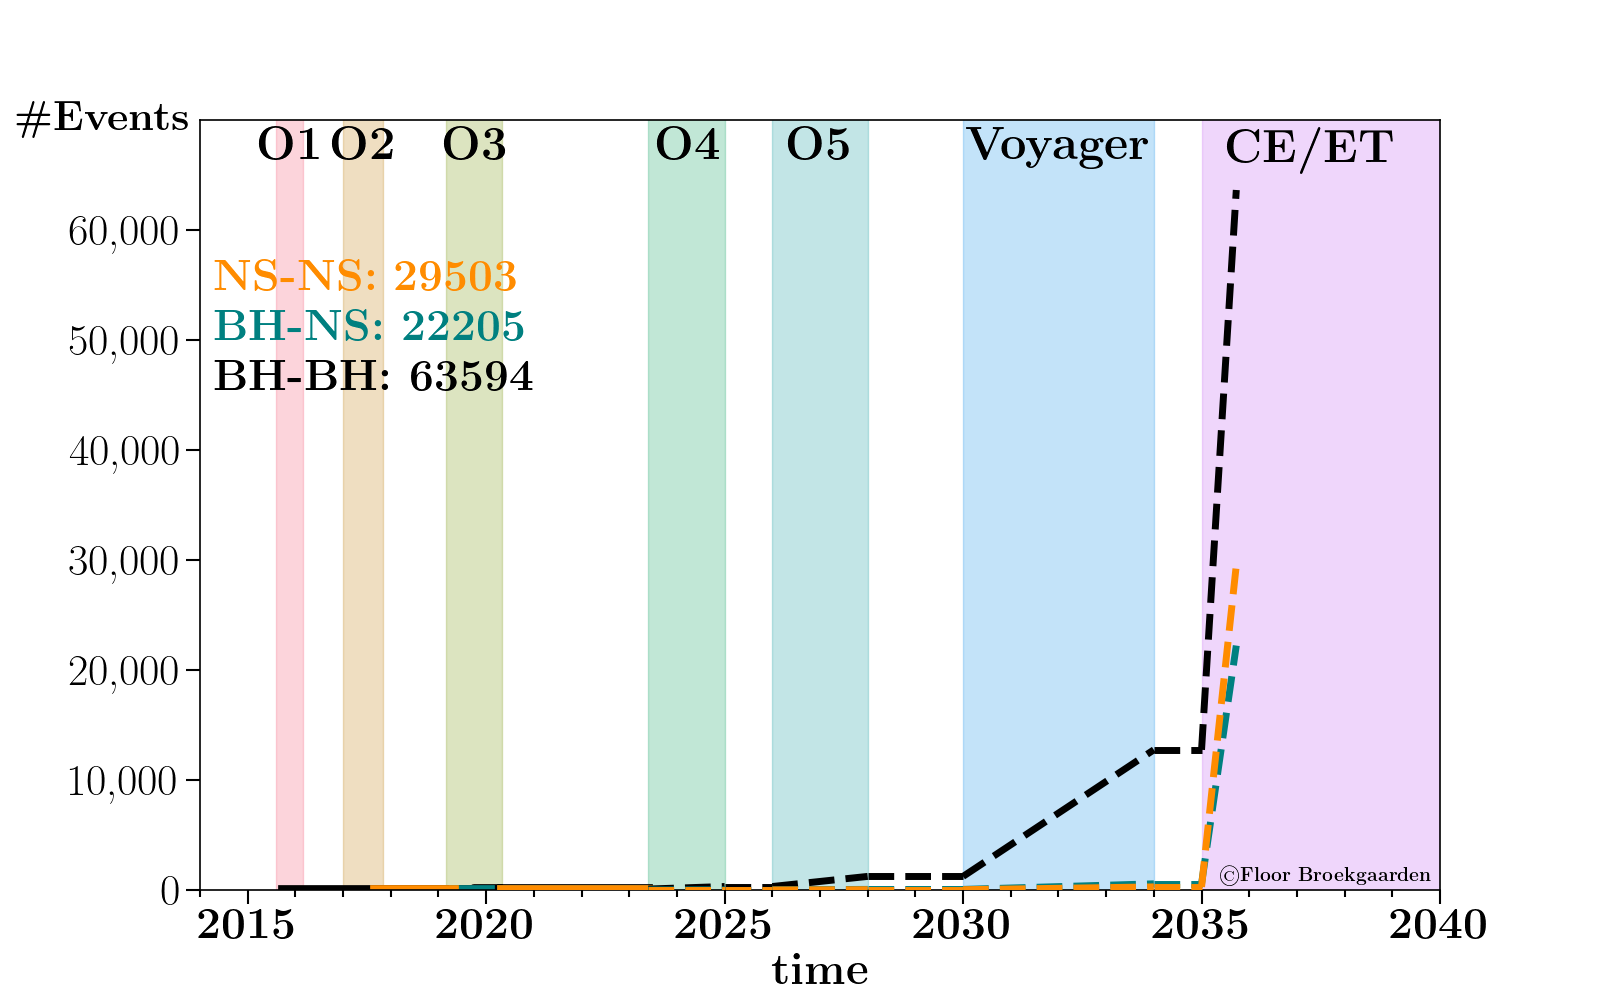 #Events
O1 O2 O3 O4 O5 Voyager CE/ET
60,000
NS-NS: 29503
BH-NS: 22205
50,000
BH-BH: 63594
40,000
30,000
20,000
10,000
©Floor Broekgaarden
0
2015 2020 2025 2030 2035 2040
time